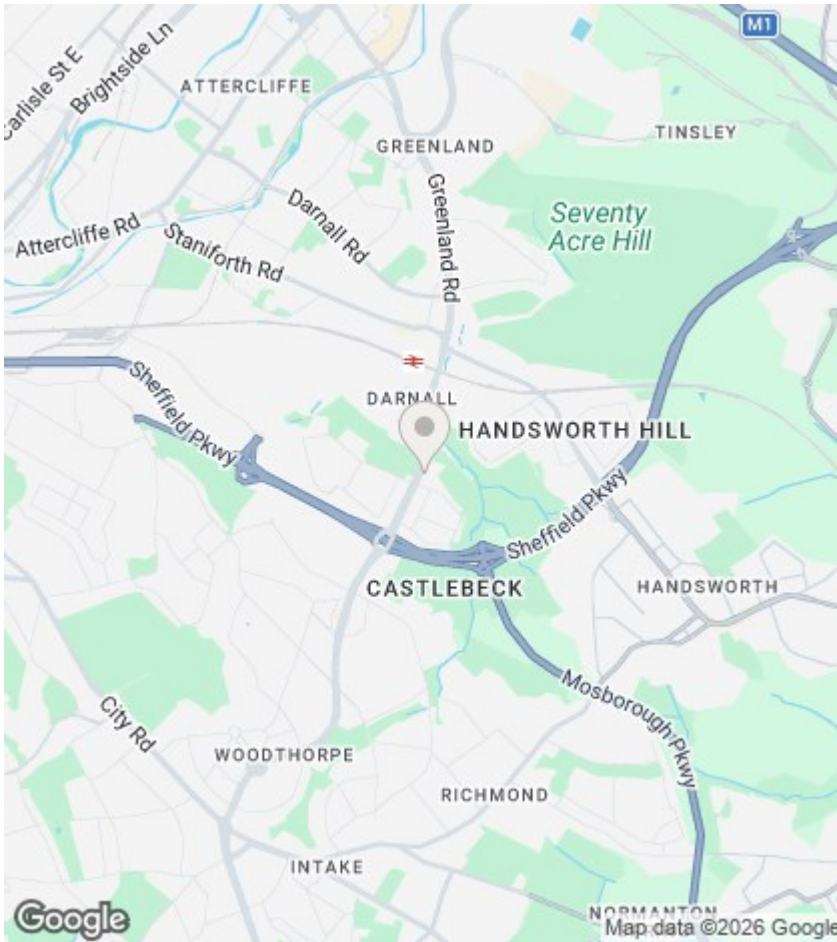 M1
Carlisle St E
Brightside Ln
ATTERCLIFFE
TINSLEY
GREENLAND
Darnall Rd
Greenland Rd
Seventy
Acre Hill
Attercliffe Rd
Staniforth Rd
Sheffield Pkwy
DARNALL
HANDSWORTH HILL
Sheffield Pkwy
CASTLEBECK
HANDSWORTH
Mosborough Pkwy
City Rd
WOODTHORPE
RICHMOND
INTAKE
NORMANTON
Google
Map data ©2026 Google